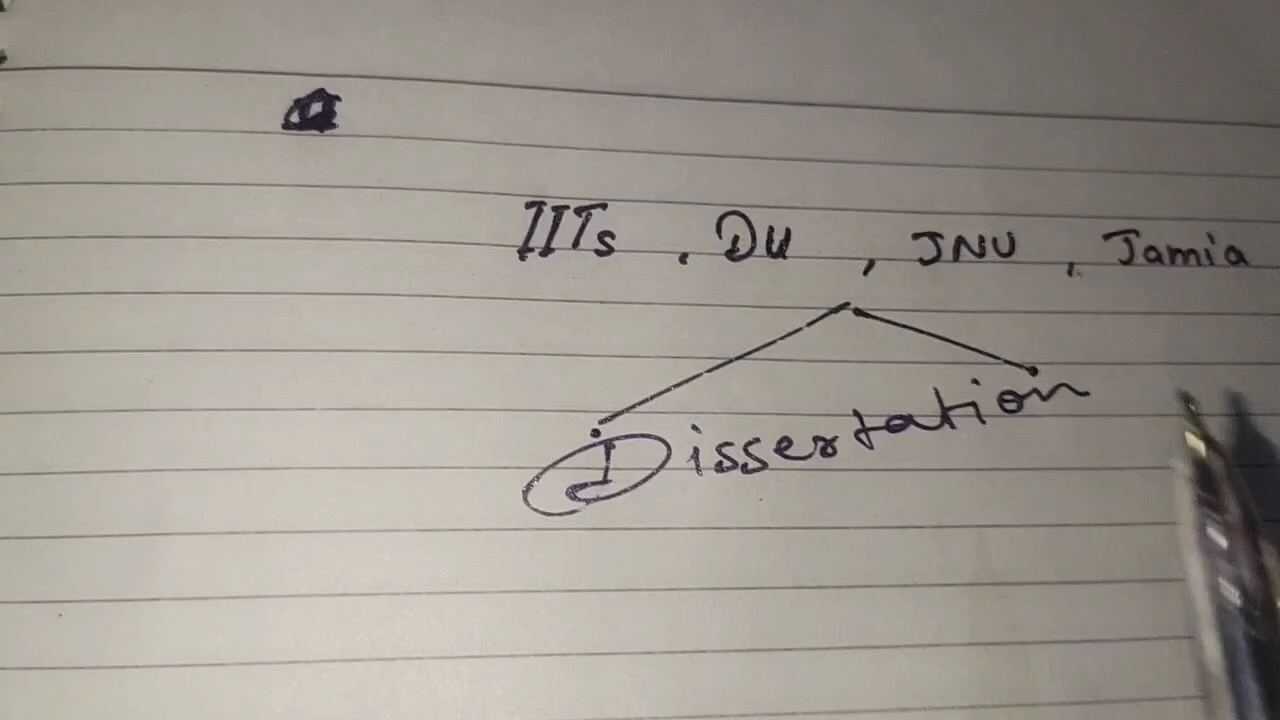 IITs , DU , JNU , Jamia
Dissertation